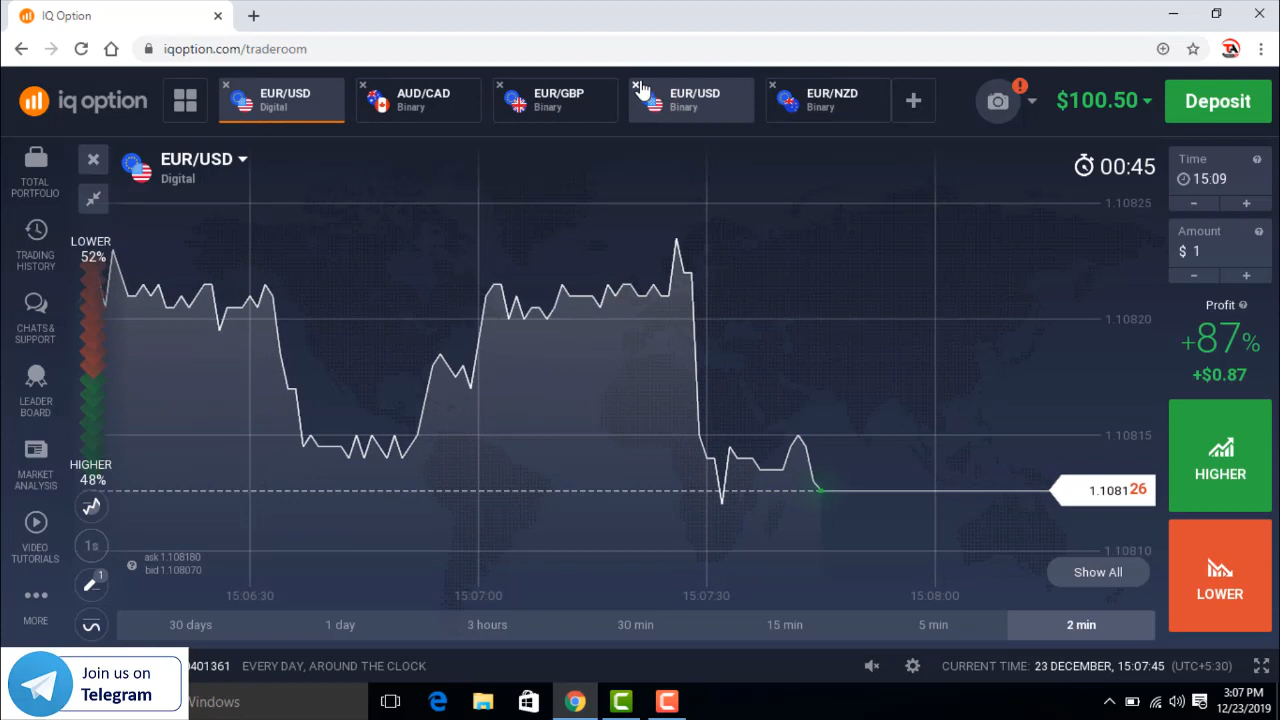 IQ Option
iqoption.com/traderoom
iq option
EUR/USD
Digital
AUD/CAD
Binary
EUR/GBP
Binary
EUR/USD
Binary
EUR/NZD
Binary
$100.50
Deposit
TOTAL
PORTFOLIO
TRADING
HISTORY
CHATS &
SUPPORT
LEADER
BOARD
MARKET
ANALYSIS
VIDEO
TUTORIALS
MORE
EUR/USD
Digital
00:45
LOWER
52%
HIGHER
48%
1s
1
ask 1.108180
bid 1.108070
1.10825
1.10820
1.10815
1.108126
1.10810
Show All
15:06:30
15:07:00
15:07:30
15:08:00
30 days
1 day
3 hours
30 min
15 min
5 min
2 min
Time
15:09
- +
Amount
$ 1
- +
Profit
+87%
+$0.87
HIGHER
LOWER
Join us on
Telegram
0401361
EVERY DAY, AROUND THE CLOCK
CURRENT TIME: 23 DECEMBER, 15:07:45 (UTC+5:30)
Windows
3:07 PM
12/23/2019